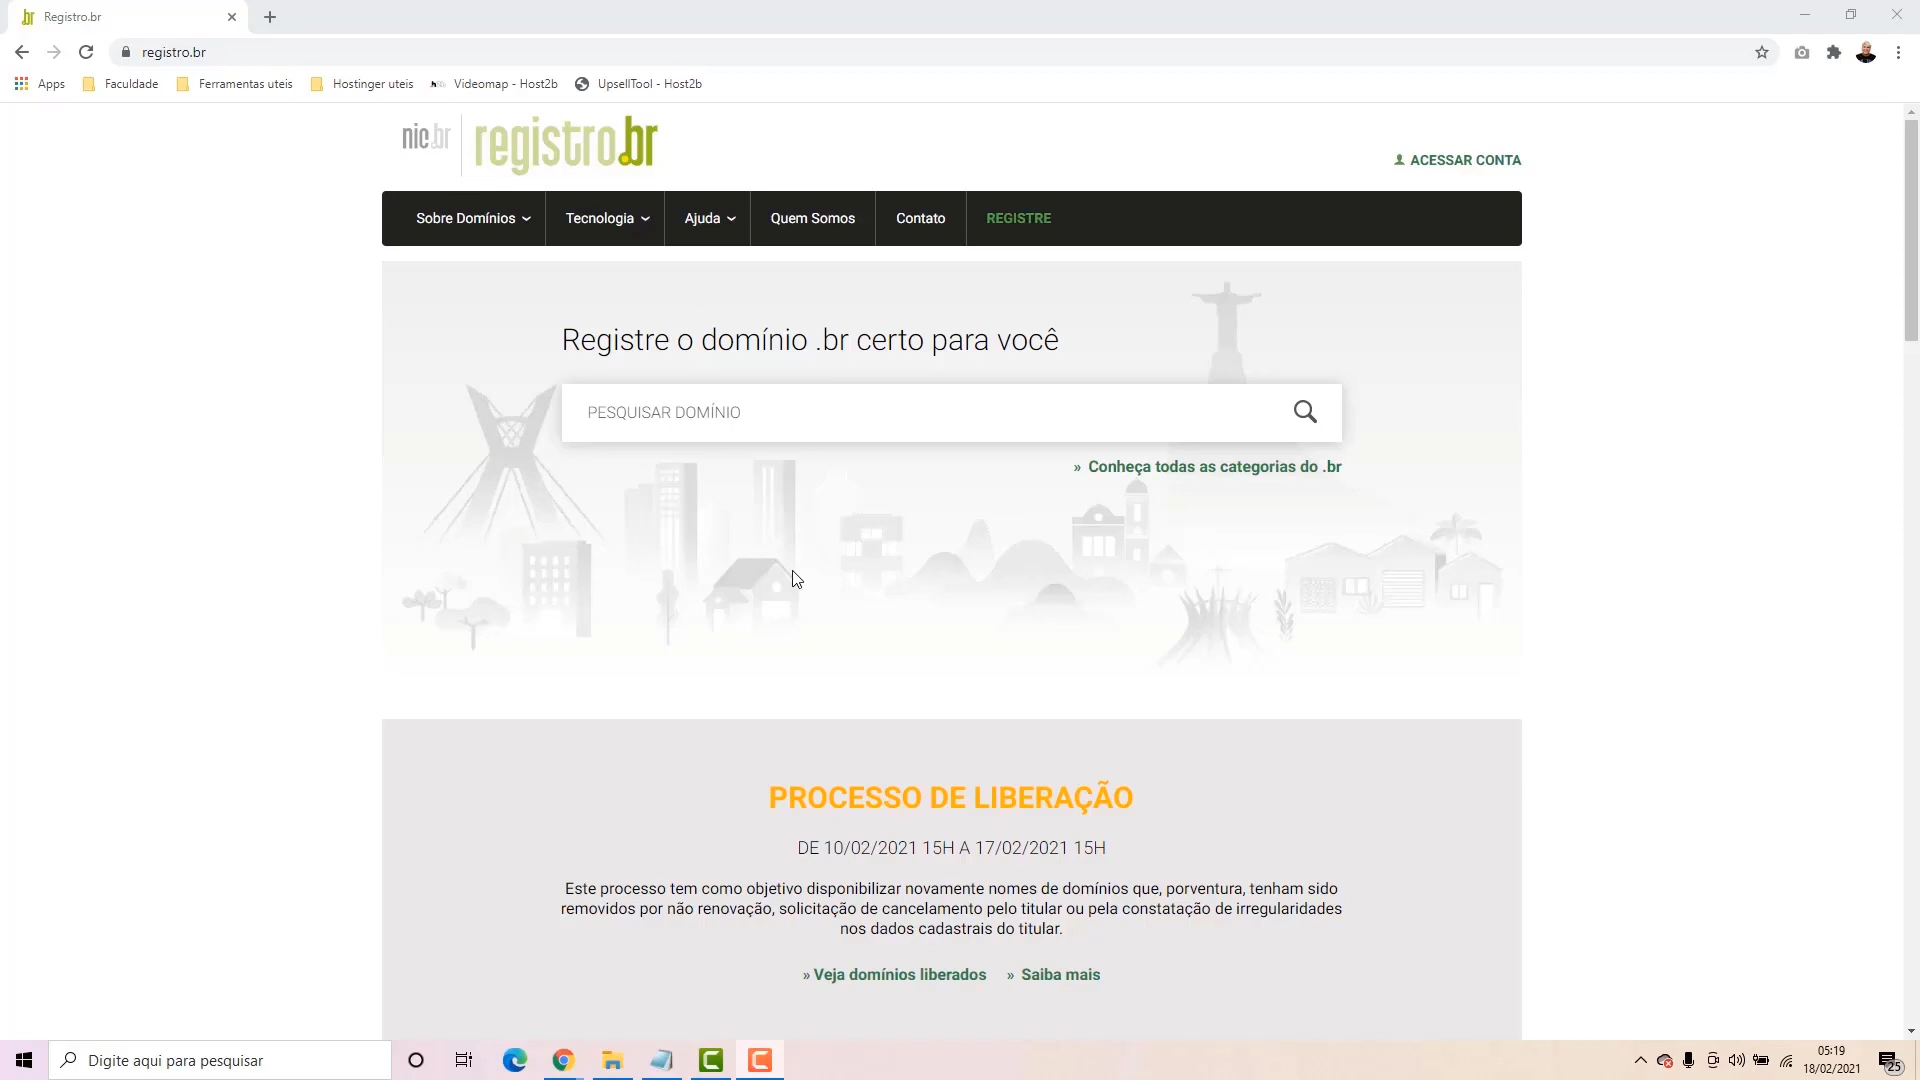 Registro.br
registro.br
Apps Faculdade Ferramentas uteis Hostinger uteis Videomap - Host2b UpsellTool - Host2b
nic.br registro.br
ACESSAR CONTA
Sobre Domínios Tecnologia Ajuda Quem Somos Contato REGISTRE
Registre o domínio .br certo para você
PESQUISAR DOMÍNIO
» Conheça todas as categorias do .br
PROCESSO DE LIBERAÇÃO
DE 10/02/2021 15H A 17/02/2021 15H
Este processo tem como objetivo disponibilizar novamente nomes de domínios que, porventura, tenham sido
removidos por não renovação, solicitação de cancelamento pelo titular ou pela constatação de irregularidades
nos dados cadastrais do titular.
» Veja domínios liberados » Saiba mais
Digite aqui para pesquisar
05:19
18/02/2021
25